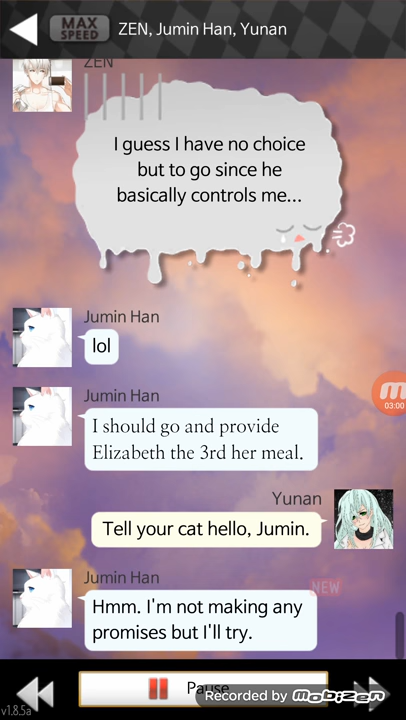 MAX
SPEED
ZEN, Jumin Han, Yunan
ZEN
I guess I have no choice
but to go since he
basically controls me...
Jumin Han
lol
Jumin Han
I should go and provide
Elizabeth the 3rd her meal.
03:00
Yunan
Tell your cat hello, Jumin.
Jumin Han
NEW
Hmm. I'm not making any
promises but I'll try.
Pause
Recorded by mobizen
v1.8.5a